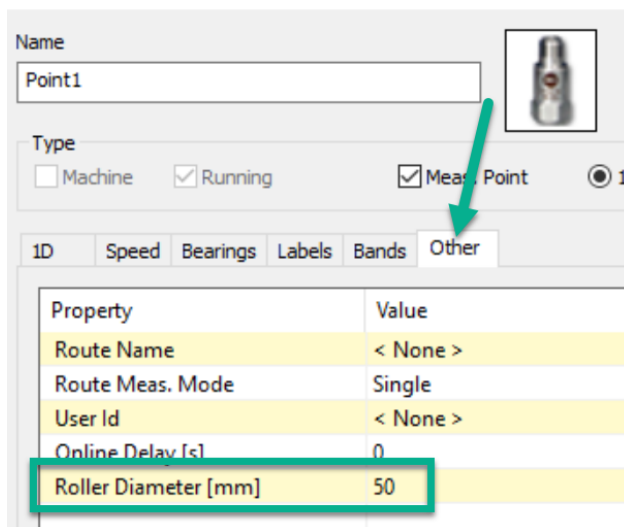 Name
Point1
Type
Machine Running Meas. Point 1
1D Speed Bearings Labels Bands Other
Property Value
Route Name < None >
Route Meas. Mode Single
User Id < None >
Online Delay [s] 0
Roller Diameter [mm] 50